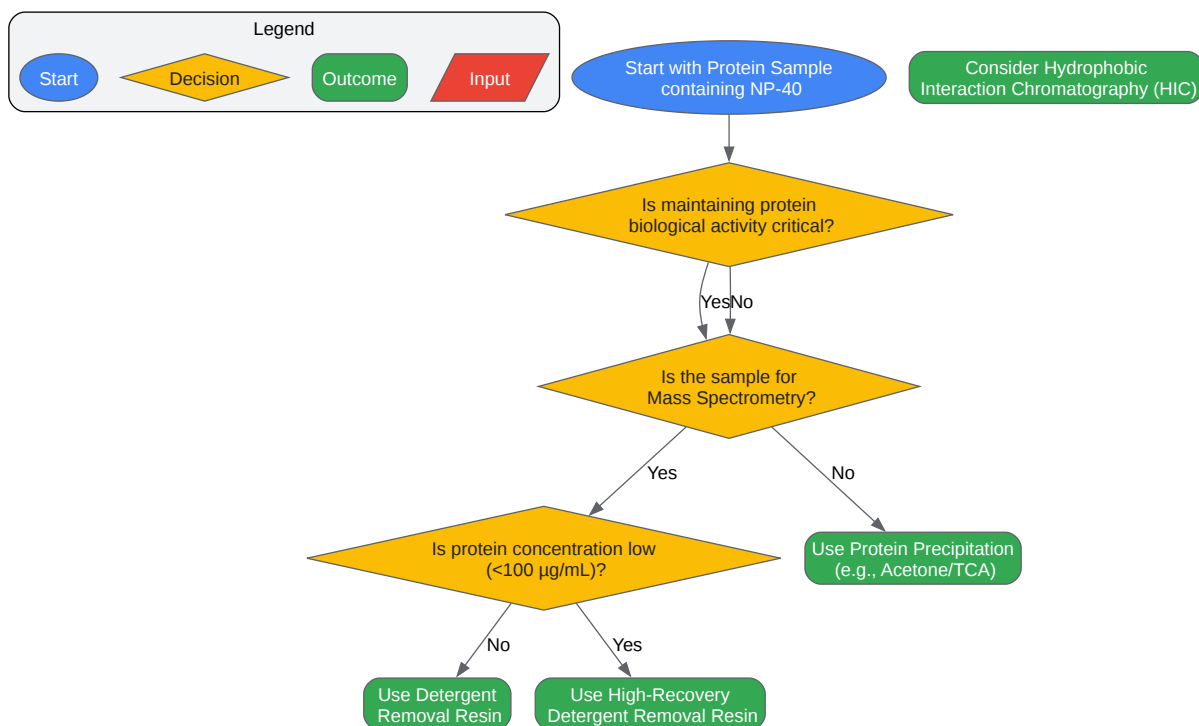 Legend
Start
Decision
Outcome
Input
Start with Protein Sample
containing NP-40
Consider Hydrophobic
Interaction Chromatography (HIC)
Is maintaining protein
biological activity critical?
Yes
No
Is the sample for
Mass Spectrometry?
Yes
No
Is protein concentration low
(<100 µg/mL)?
Use Protein Precipitation
(e.g., Acetone/TCA)
No
Yes
Use Detergent
Removal Resin
Use High-Recovery
Detergent Removal Resin